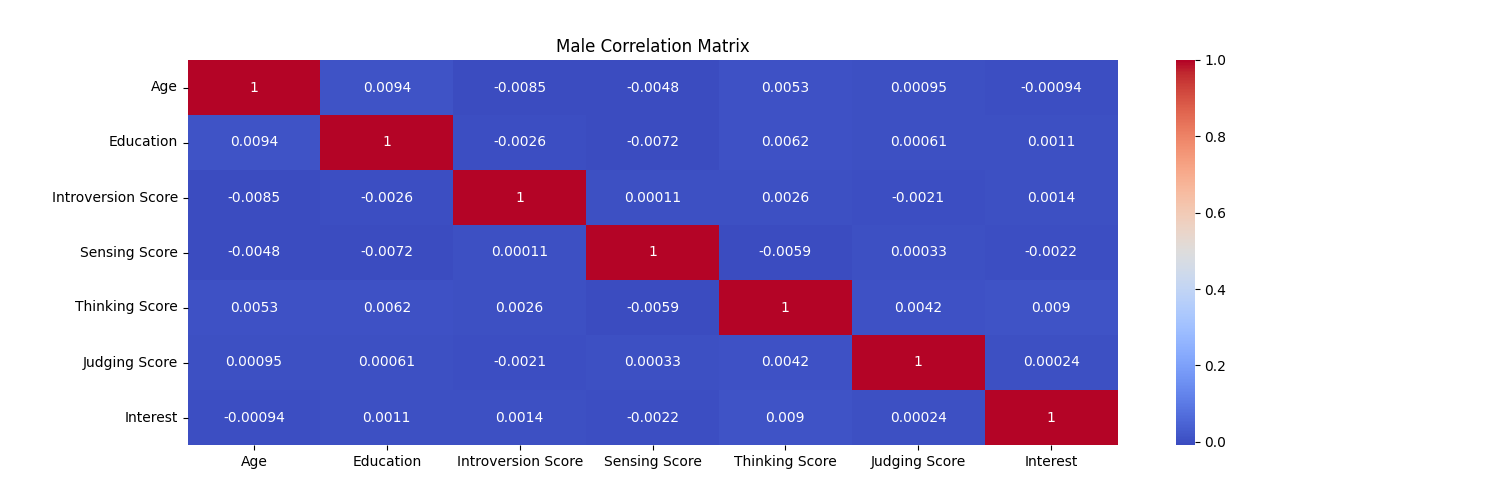 Male Correlation Matrix
Age 1 0.0094 -0.0085 -0.0048 0.0053 0.00095 -0.00094
Education 0.0094 1 -0.0026 -0.0072 0.0062 0.00061 0.0011
Introversion Score -0.0085 -0.0026 1 0.00011 0.0026 -0.0021 0.0014
Sensing Score -0.0048 -0.0072 0.00011 1 -0.0059 0.00033 -0.0022
Thinking Score 0.0053 0.0062 0.0026 -0.0059 1 0.0042 0.009
Judging Score 0.00095 0.00061 -0.0021 0.00033 0.0042 1 0.00024
Interest -0.00094 0.0011 0.0014 -0.0022 0.009 0.00024 1
Age Education Introversion Score Sensing Score Thinking Score Judging Score Interest
1.0
0.8
0.6
0.4
0.2
0.0